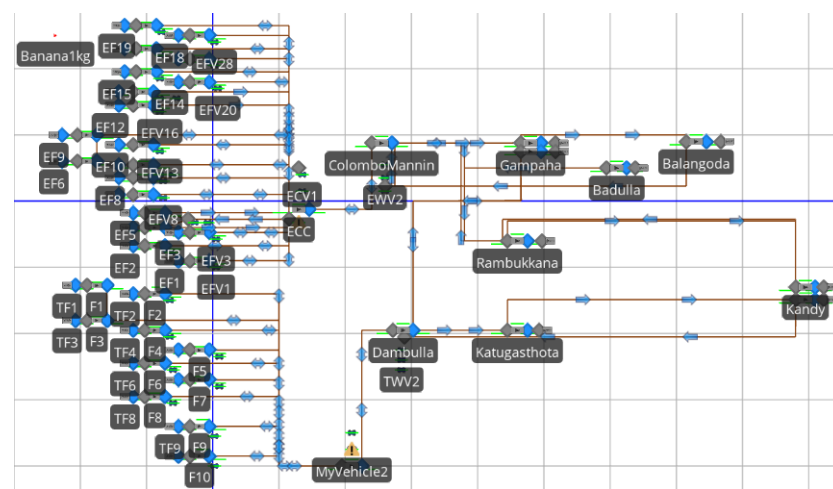 Banana1kg
EF19
EF18
EFV28
EF15
EF14
EFV20
EF12
EFV16
EF9
EF10
EFV13
EF6
EF8
ColomboMannin
Gampaha
Balangoda
Badulla
ECV1
EWV2
EFV8
ECC
EF5
EF3
EFV3
EF2
EF1
EFV1
Rambukkana
TF1
F1
TF2
F2
Kandy
TF3
F3
TF4
F4
Dambulla
Katugasthota
TF6
F6
F5
TWV2
TF8
F8
F7
TF9
F9
F10
MyVehicle2